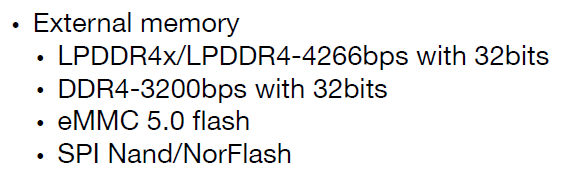 • External memory
• LPDDR4x/LPDDR4-4266bps with 32bits
• DDR4-3200bps with 32bits
• eMMC 5.0 flash
• SPI Nand/NorFlash